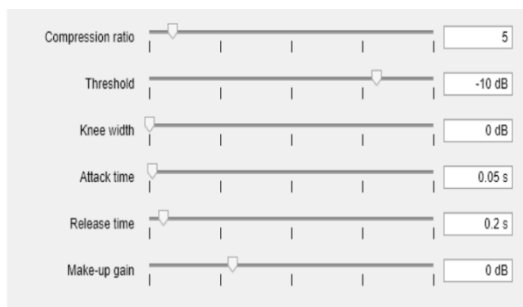 Compression ratio 5
Threshold -10 dB
Knee width 0 dB
Attack time 0.05 s
Release time 0.2 s
Make-up gain 0 dB